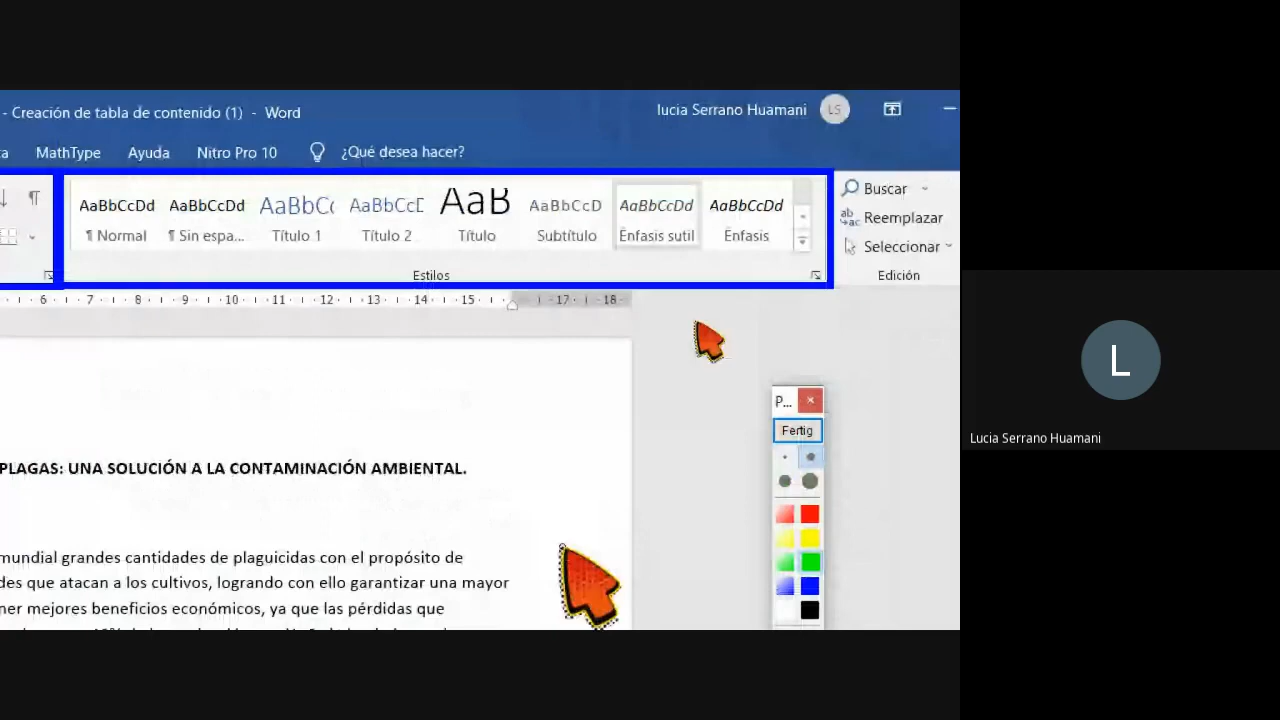 - Creación de tabla de contenido (1) - Word
lucia Serrano Huamani
LS
MathType Ayuda Nitro Pro 10 ¿Qué desea hacer?
AaBbCcDd AaBbCcDd AaBbC AaBbCcE AaB AaBbCcD AaBbCcDd AaBbCcDd
¶ Normal ¶ Sin espa... Título 1 Título 2 Título Subtítulo Énfasis sutil Énfasis
Estilos
Buscar
Reemplazar
Seleccionar
Edición
6 7 8 9 10 11 12 13 14 15 17 18
PLAGAS: UNA SOLUCIÓN A LA CONTAMINACIÓN AMBIENTAL.
mundial grandes cantidades de plaguicidas con el propósito de
des que atacan a los cultivos, logrando con ello garantizar una mayor
ner mejores beneficios económicos, ya que las pérdidas que
P...
Fertig
L
Lucia Serrano Huamani